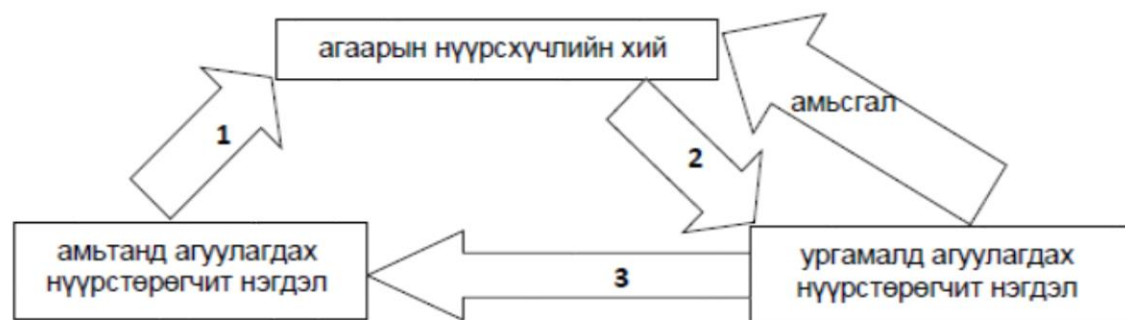 агаарын нүүрсхүчлийн хий
амьсгал
1
2
амьтанд агуулагдах
нүүрстөрөгчит нэгдэл
3
ургамалд агуулагдах
нүүрстөрөгчит нэгдэл